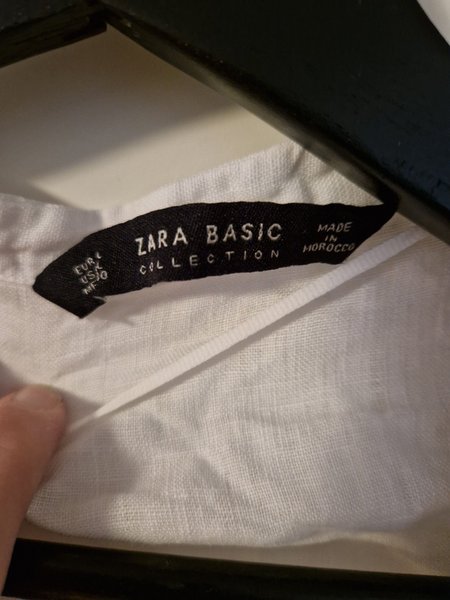 EUR L
USA L
MEX 30
ZARA BASIC
COLLECTION
MADE
IN
MOROCCO